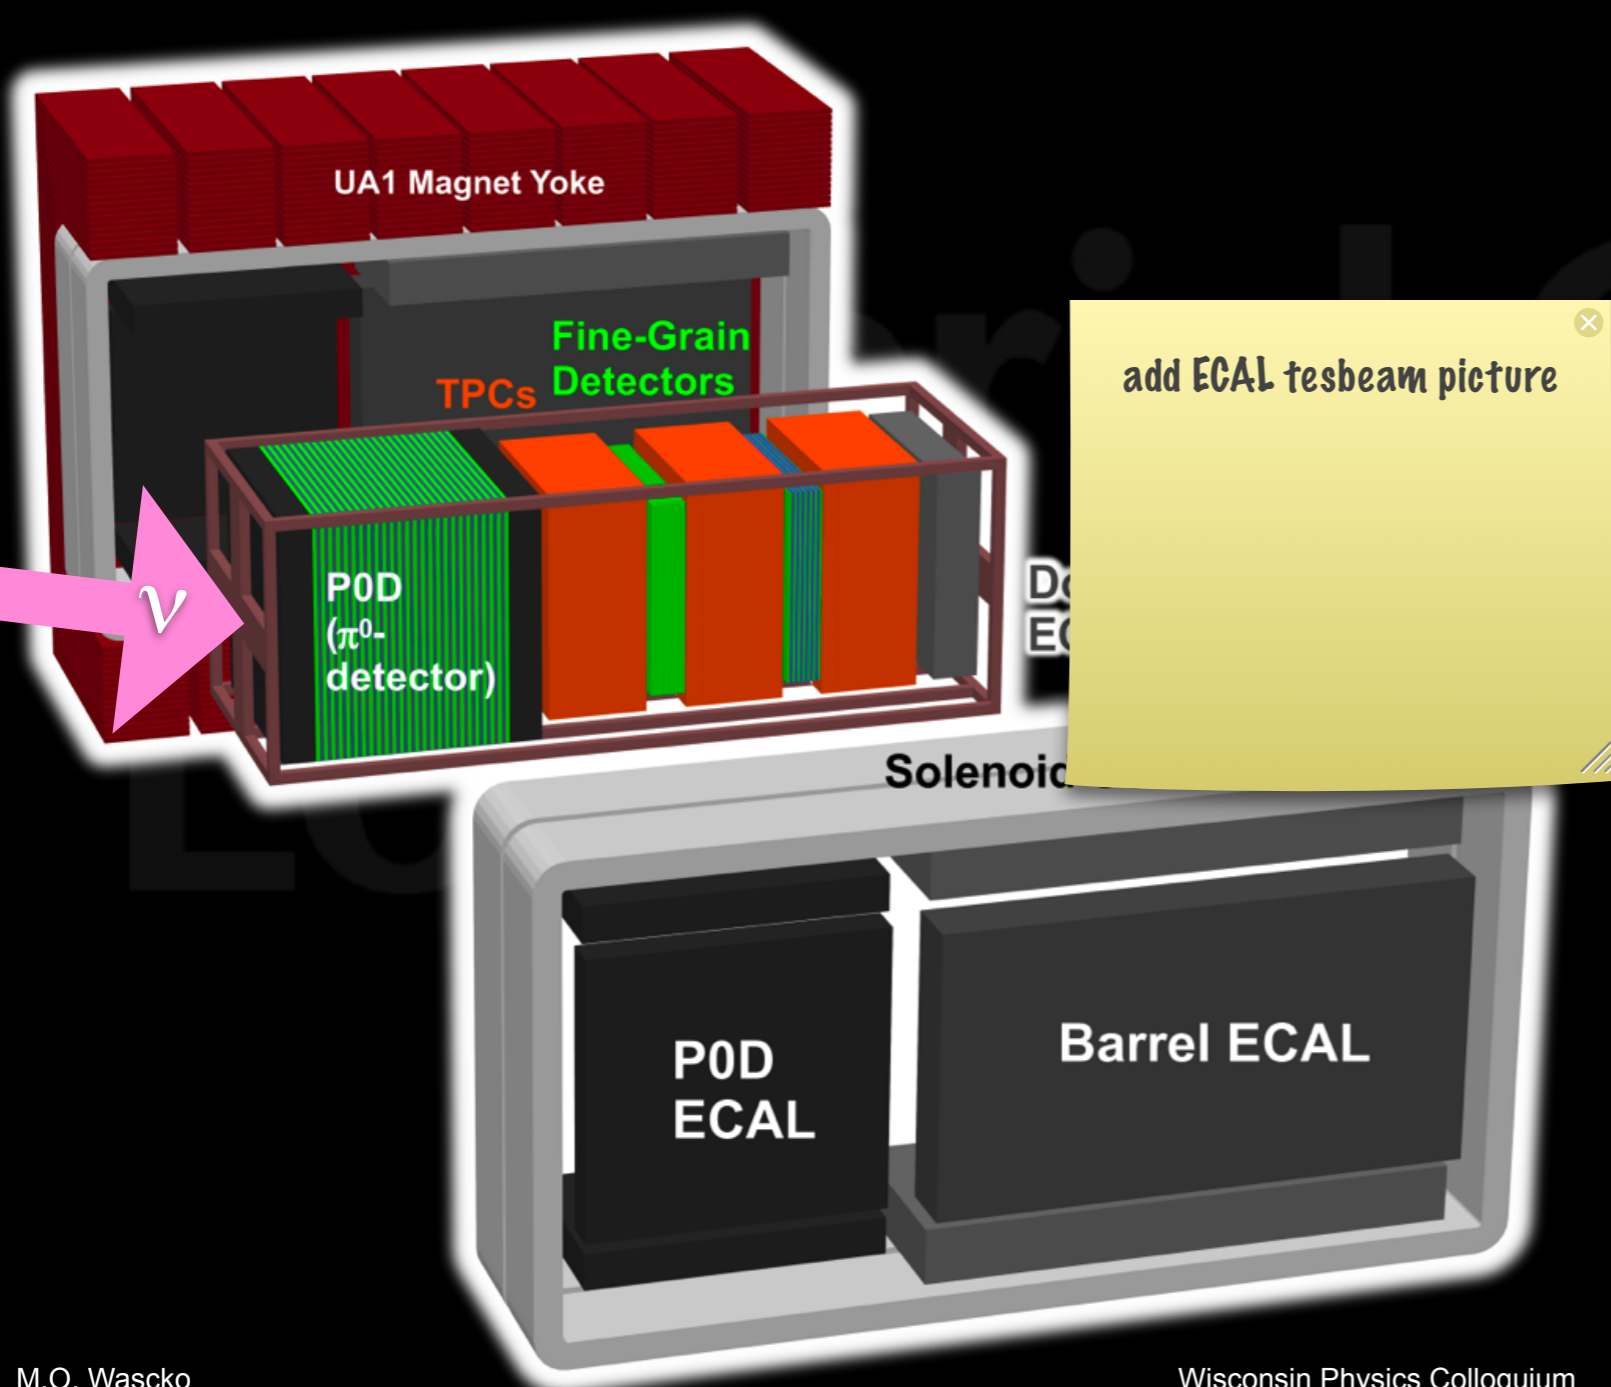 UA1 Magnet Yoke
Fine-Grain
Detectors
TPCs
add ECAL tesbeam picture
ν
P0D
(π⁰-
detector)
P0D
ECAL
Barrel ECAL
M.O. Wascko
Wisconsin Physics Colloquium